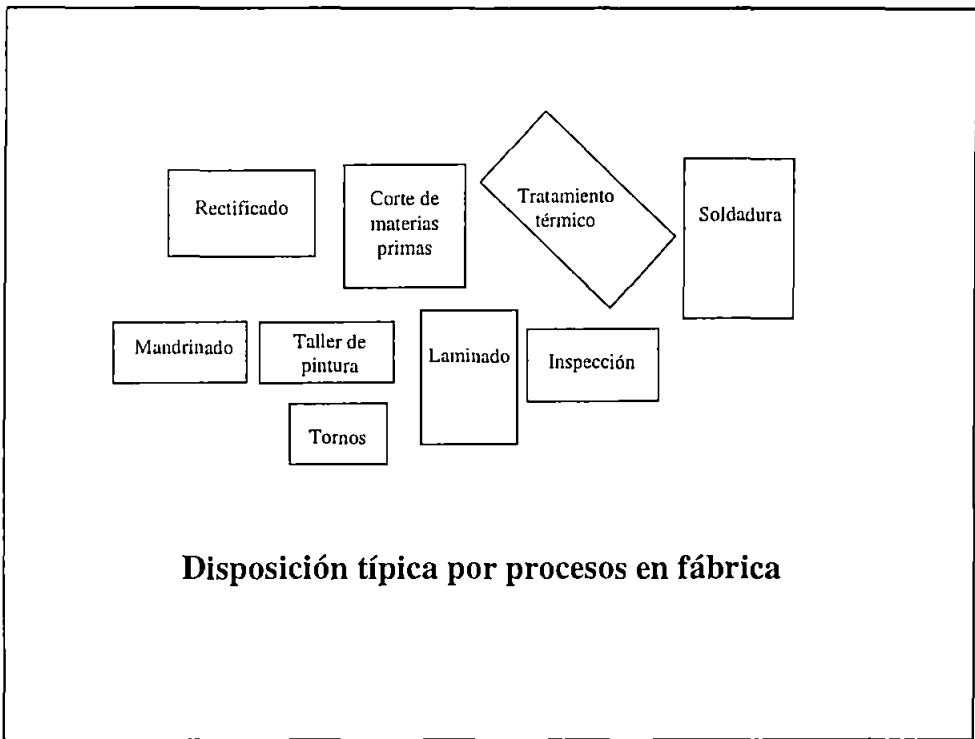 Rectificado
Corte de
materias
primas
Tratamiento
térmico
Soldadura
Mandrinado
Taller de
pintura
Laminado
Inspección
Tornos
Disposición típica por procesos en fábrica